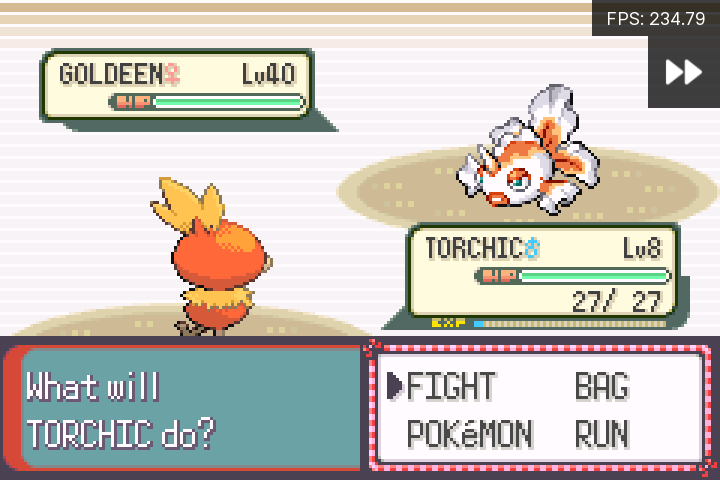 FPS: 234.79
GOLDEEN♀ Lv40
HP
TORCHIC♂ Lv8
HP
27/ 27
EXP
What will
TORCHIC do?
FIGHT BAG
POKéMON RUN